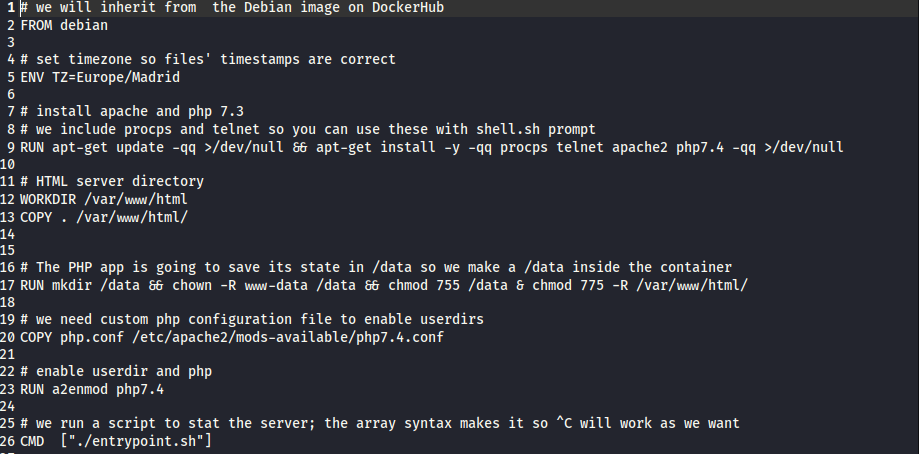 1 # we will inherit from  the Debian image on DockerHub
2 FROM debian
3
4 # set timezone so files' timestamps are correct
5 ENV TZ=Europe/Madrid
6
7 # install apache and php 7.3
8 # we include procps and telnet so you can use these with shell.sh prompt
9 RUN apt-get update -qq >/dev/null && apt-get install -y -qq procps telnet apache2 php7.4 -qq >/dev/null
10
11 # HTML server directory
12 WORKDIR /var/www/html
13 COPY . /var/www/html/
14
15
16 # The PHP app is going to save its state in /data so we make a /data inside the container
17 RUN mkdir /data && chown -R www-data /data && chmod 755 /data & chmod 775 -R /var/www/html/
18
19 # we need custom php configuration file to enable userdirs
20 COPY php.conf /etc/apache2/mods-available/php7.4.conf
21
22 # enable userdir and php
23 RUN a2enmod php7.4
24
25 # we run a script to stat the server; the array syntax makes it so ^C will work as we want
26 CMD  ["./entrypoint.sh"]